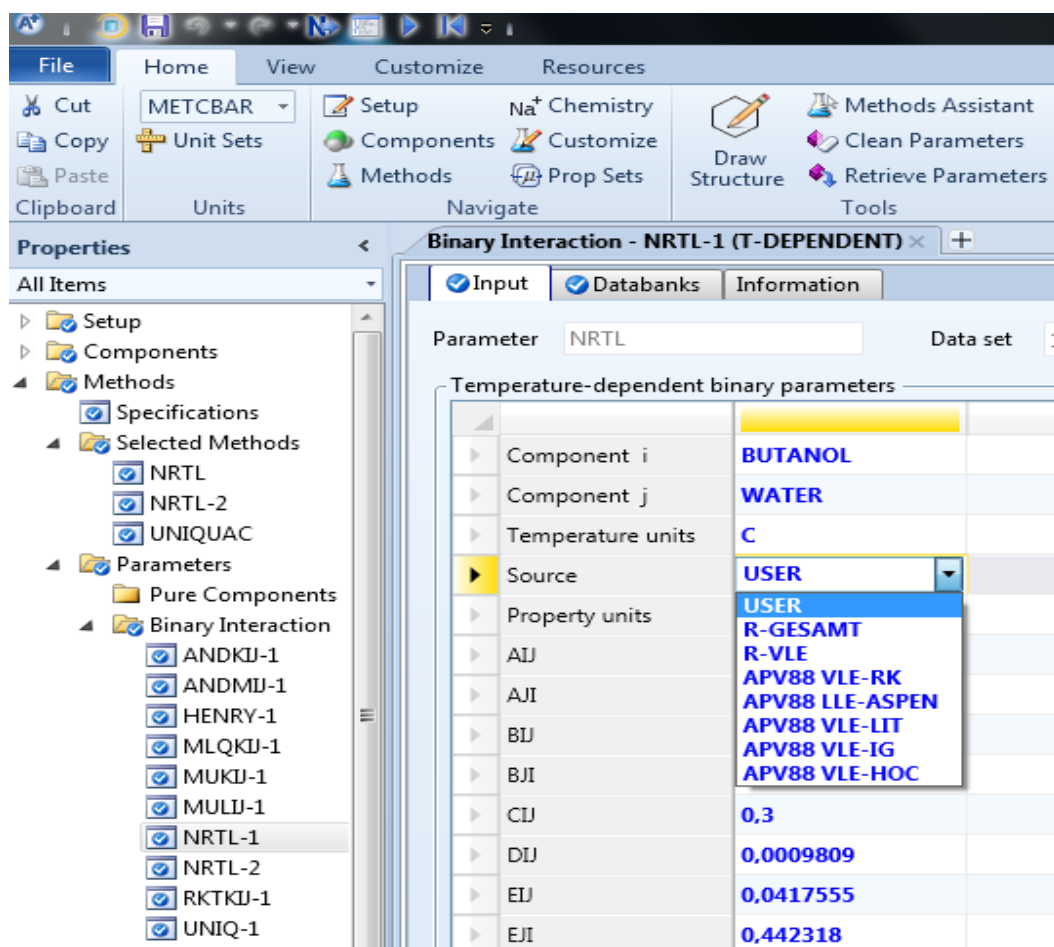 File Home View Customize Resources
Cut METCBAR Setup Na+ Chemistry Methods Assistant
Copy Unit Sets Components Customize Clean Parameters
Paste Methods Prop Sets Draw Structure Retrieve Parameters
Clipboard Units Navigate Tools
Properties
All Items
Setup
Components
Methods
Specifications
Selected Methods
NRTL
NRTL-2
UNIQUAC
Parameters
Pure Components
Binary Interaction
ANDKIJ-1
ANDMIJ-1
HENRY-1
MLQKIJ-1
MUKIJ-1
MULIJ-1
NRTL-1
NRTL-2
RKTKIJ-1
UNIQ-1
Binary Interaction - NRTL-1 (T-DEPENDENT)
Input Databanks Information
Parameter NRTL Data set
Temperature-dependent binary parameters
Component i BUTANOL
Component j WATER
Temperature units C
Source USER
Property units
AIJ
AJI
BIJ
BJI
USER
R-GESAMT
R-VLE
APV88 VLE-RK
APV88 LLE-ASPEN
APV88 VLE-LIT
APV88 VLE-IG
APV88 VLE-HOC
CIJ 0,3
DIJ 0,0009809
EIJ 0,0417555
EJI 0,442318